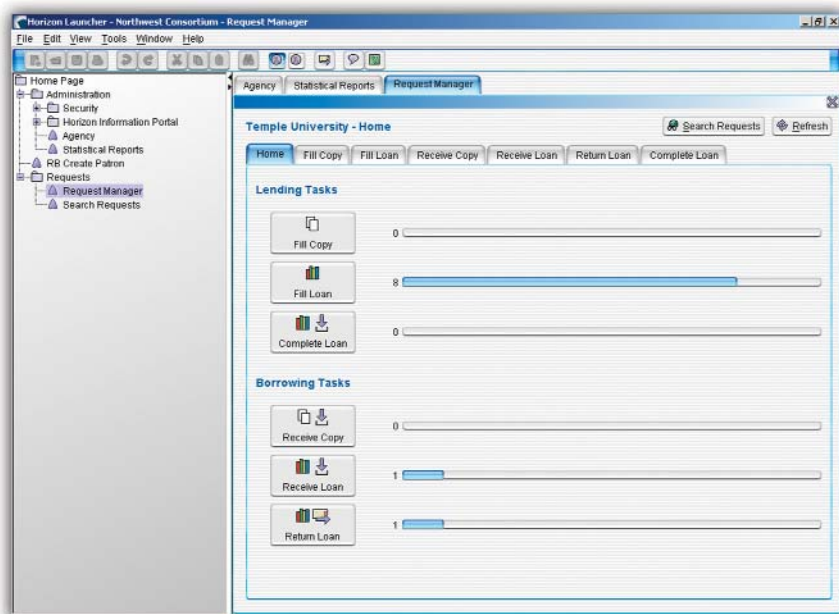 Horizon Launcher - Northwest Consortium - Request Manager
File Edit View Tools Window Help
Home Page
Administration
Security
Horizon Information Portal
Agency
Statistical Reports
RB Create Patron
Requests
Request Manager
Search Requests
Agency Statistical Reports Request Manager
Temple University - Home Search Requests Refresh
Home Fill Copy Fill Loan Receive Copy Receive Loan Return Loan Complete Loan
Lending Tasks
Fill Copy 0
Fill Loan 8
Complete Loan 0
Borrowing Tasks
Receive Copy 0
Receive Loan 1
Return Loan 1